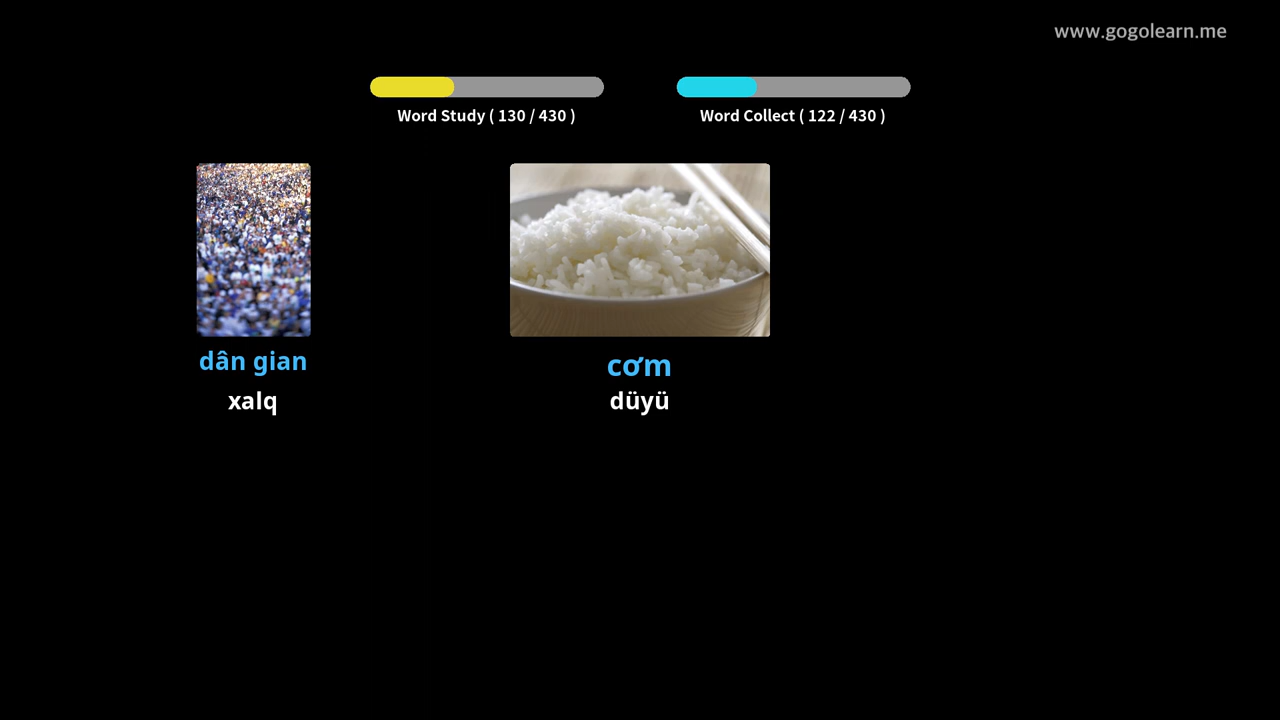 www.gogolearn.me
Word Study ( 130 / 430 )
Word Collect ( 122 / 430 )
dân gian
xalq
cơm
düyü